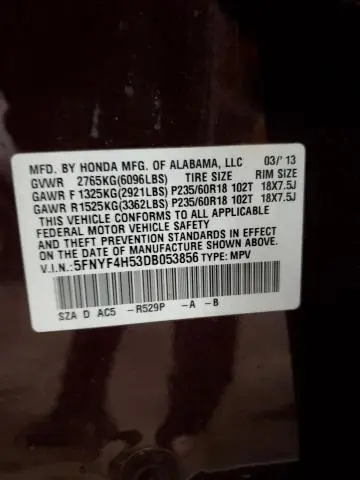 MFD. BY HONDA MFG. OF ALABAMA, LLC 03/'13
GVWR 2765KG(6096LBS) TIRE SIZE RIM SIZE
GAWR F 1325KG(2921LBS) P235/60R18 102T 18X7.5J
GAWR R 1525KG(3362LBS) P235/60R18 102T 18X7.5J
THIS VEHICLE CONFORMS TO ALL APPLICABLE
FEDERAL MOTOR VEHICLE SAFETY, BUMPER,
AND THEFT PREVENTION STANDARDS IN EFFECT
ON THE DATE OF MANUFACTURE SHOWN ABOVE.
V.I.N.:5FNYF4H53DB053856 TYPE: MPV
SZA D AC5 -R529P -A -B